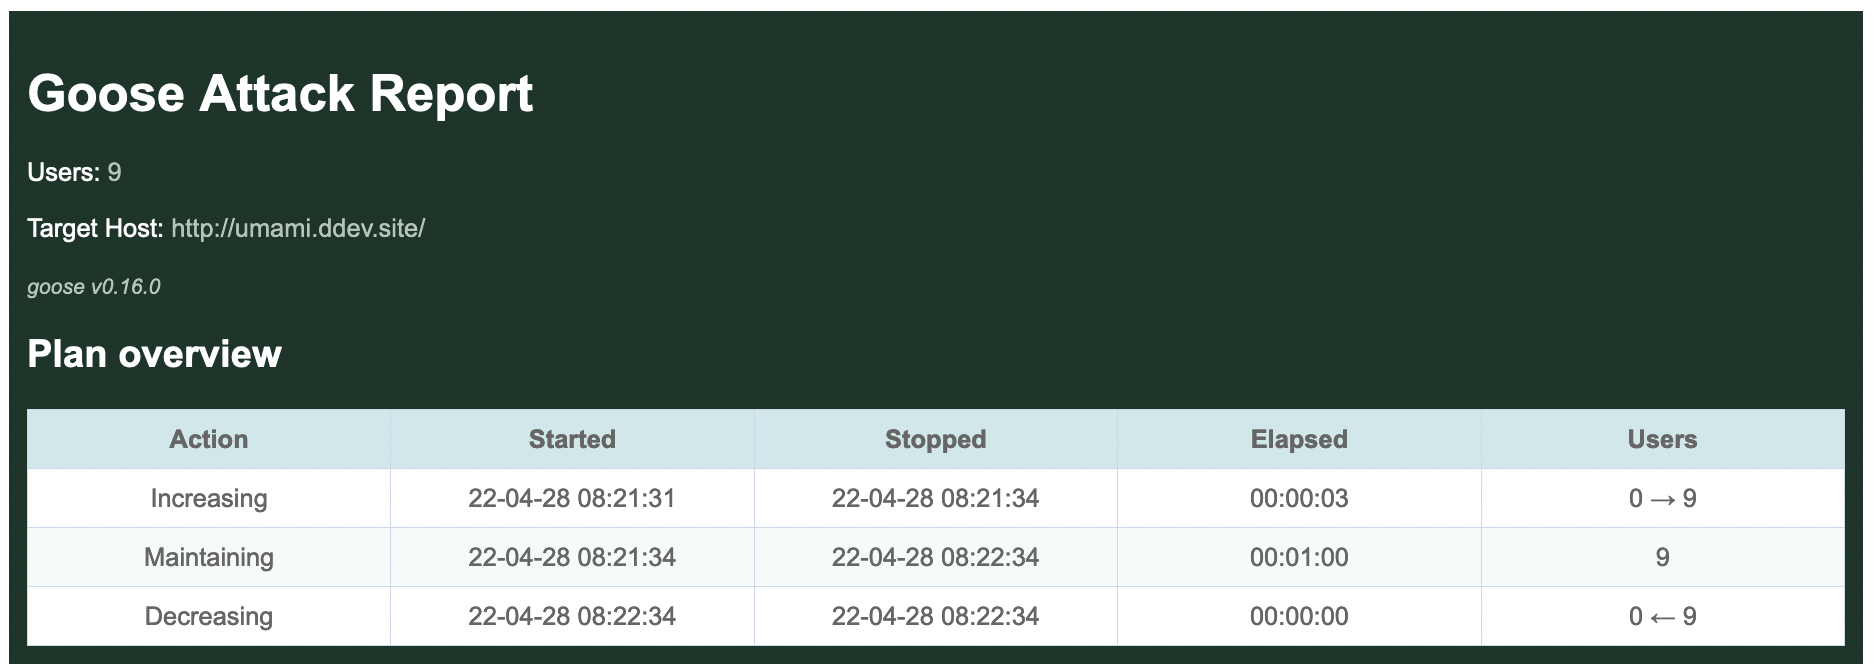 Goose Attack Report
Users: 9
Target Host: http://umami.ddev.site/
goose v0.16.0
Plan overview
Action Started Stopped Elapsed Users
Increasing 22-04-28 08:21:31 22-04-28 08:21:34 00:00:03 0 → 9
Maintaining 22-04-28 08:21:34 22-04-28 08:22:34 00:01:00 9
Decreasing 22-04-28 08:22:34 22-04-28 08:22:34 00:00:00 0 ← 9